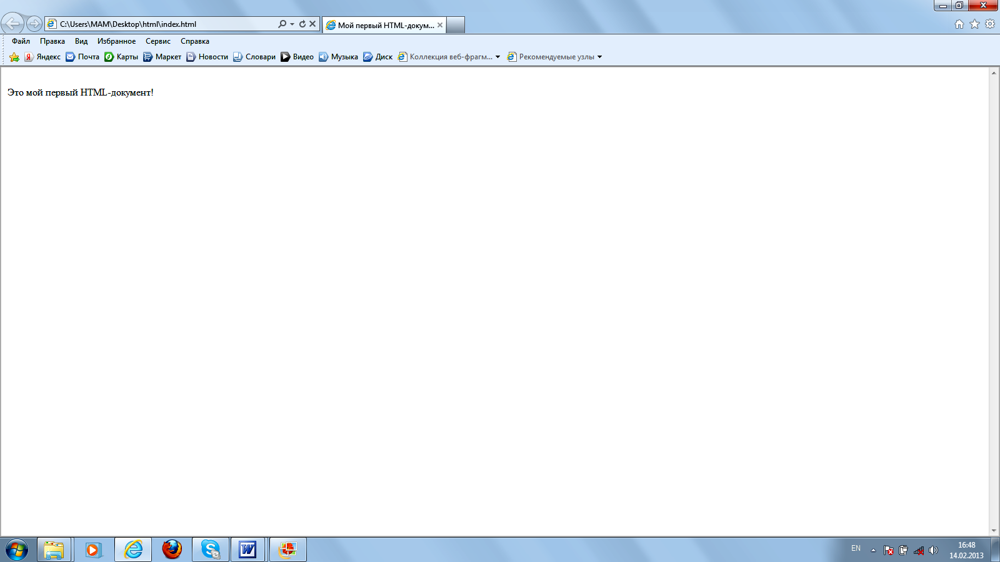 C:\Users\MAM\Desktop\html\index.html
Мой первый HTML-докум...
Файл Правка Вид Избранное Сервис Справка
Яндекс Почта Карты Маркет Новости Словари Видео Музыка Диск Коллекция веб-фрагм... Рекомендуемые узлы
Это мой первый HTML-документ!
EN
16:48
14.02.2013